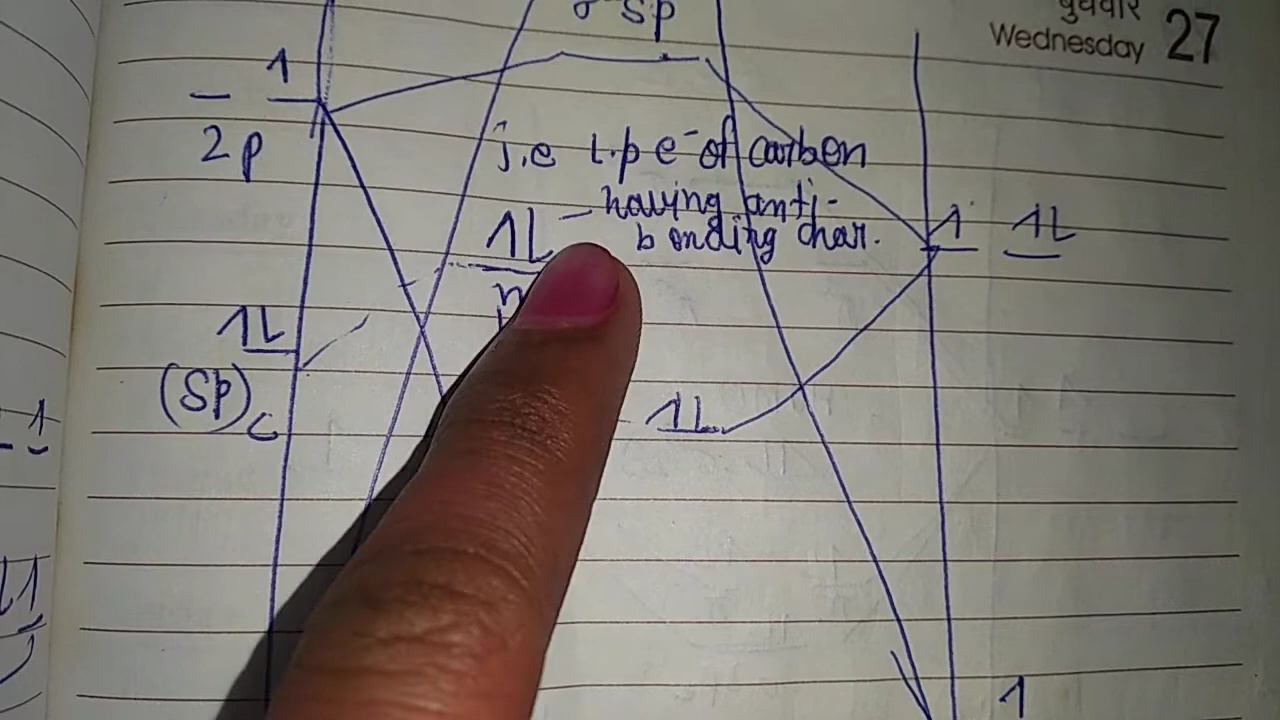 बुधवार
Wednesday 27
σ* Sp
1
2p
j.e l.p e⁻ of carbon
having anti-
bonding char.
1L
1 1L
1L
(Sp)c
1L
1
1